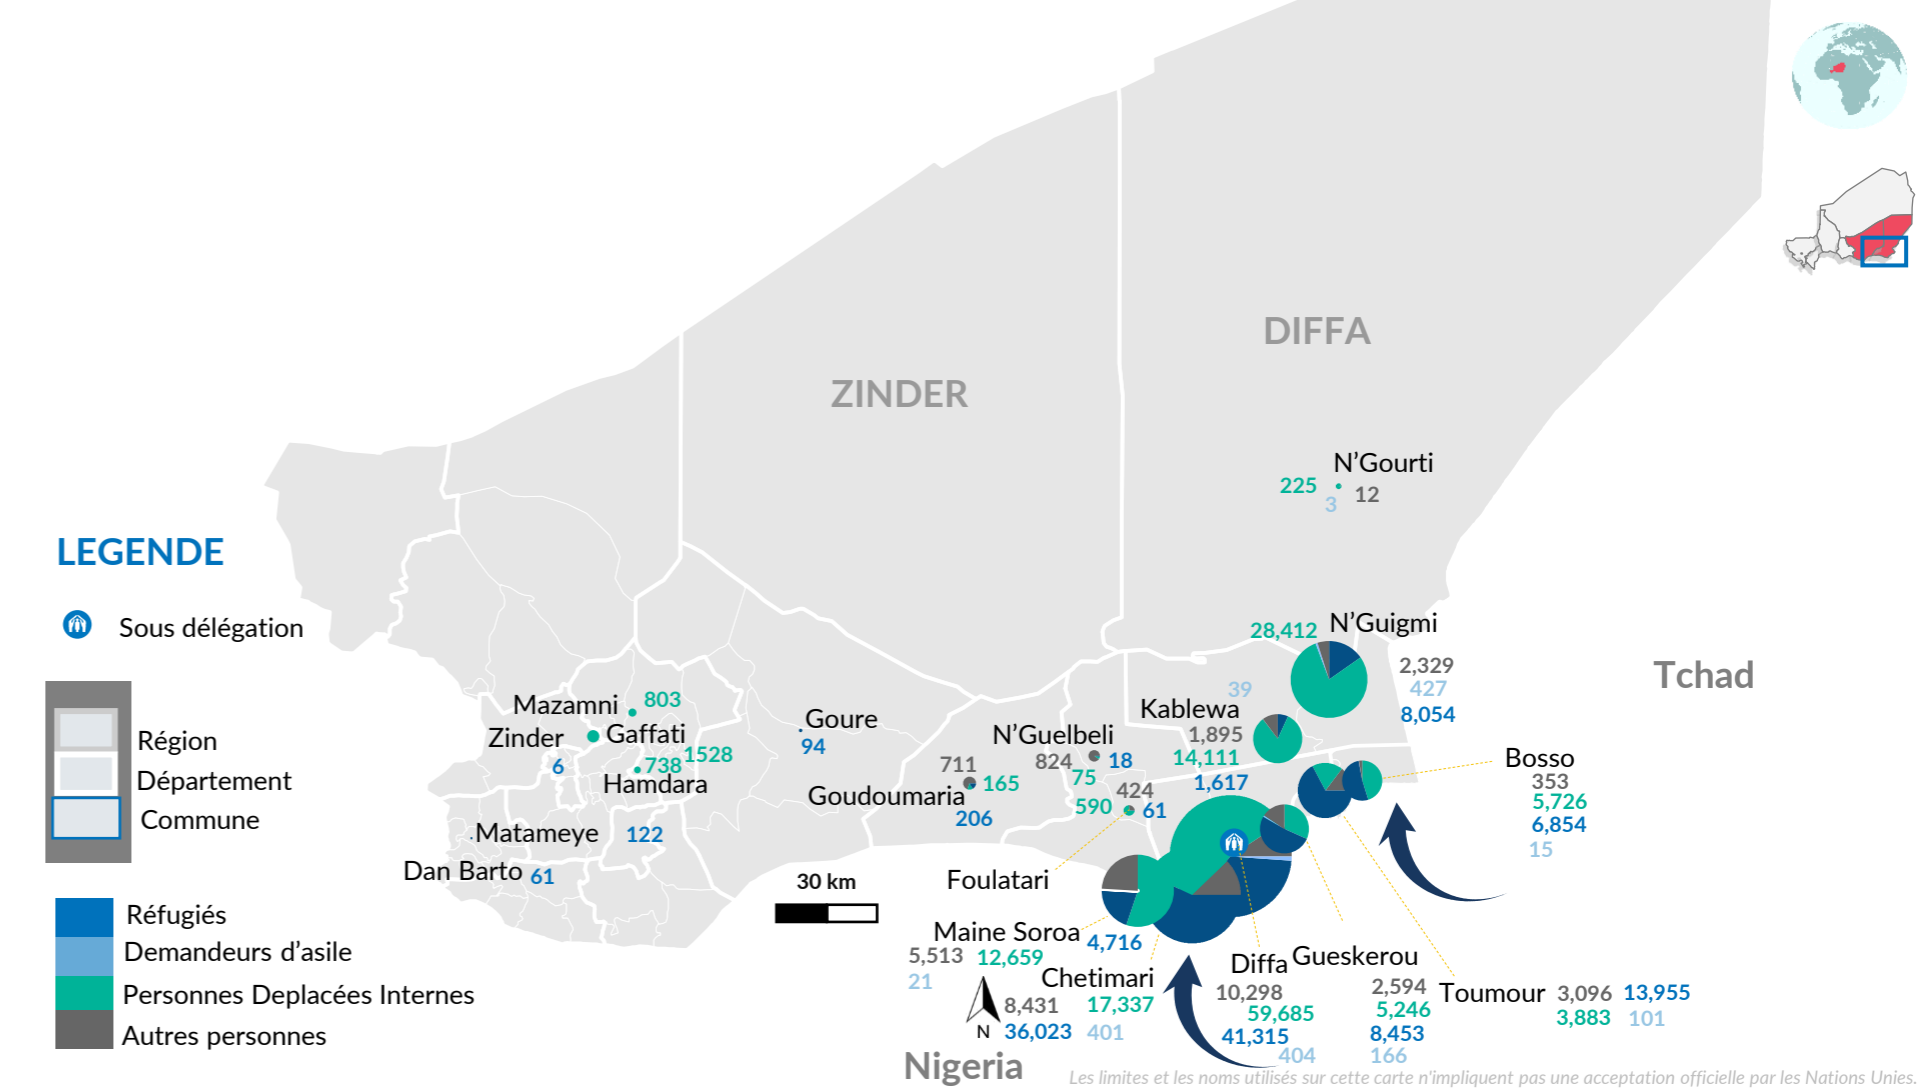 DIFFA
ZINDER
N'Gourti
225
12
3
LEGENDE
Sous délégation
Région
Département
Commune
Réfugiés
Demandeurs d'asile
Personnes Deplacées Internes
Autres personnes
Mazamni
803
Zinder
Gaffati
1528
6
738
Hamdara
Matameye
122
Dan Barto
61
Goure
94
711
165
Goudoumaria
206
N'Guelbeli
824
18
75
424
590
61
Foulatari
28,412
N'Guigmi
2,329
427
8,054
39
Kablewa
1,895
14,111
1,617
Tchad
Bosso
353
5,726
6,854
15
30 km
Maine Soroa
4,716
5,513
12,659
21
Chetimari
8,431
17,337
36,023
401
N
Diffa
10,298
59,685
41,315
404
Gueskerou
2,594
5,246
8,453
166
Toumour
3,096
13,955
3,883
101
Nigeria
Les limites et les noms utilisés sur cette carte n'impliquent pas une acceptation officielle par les Nations Unies.